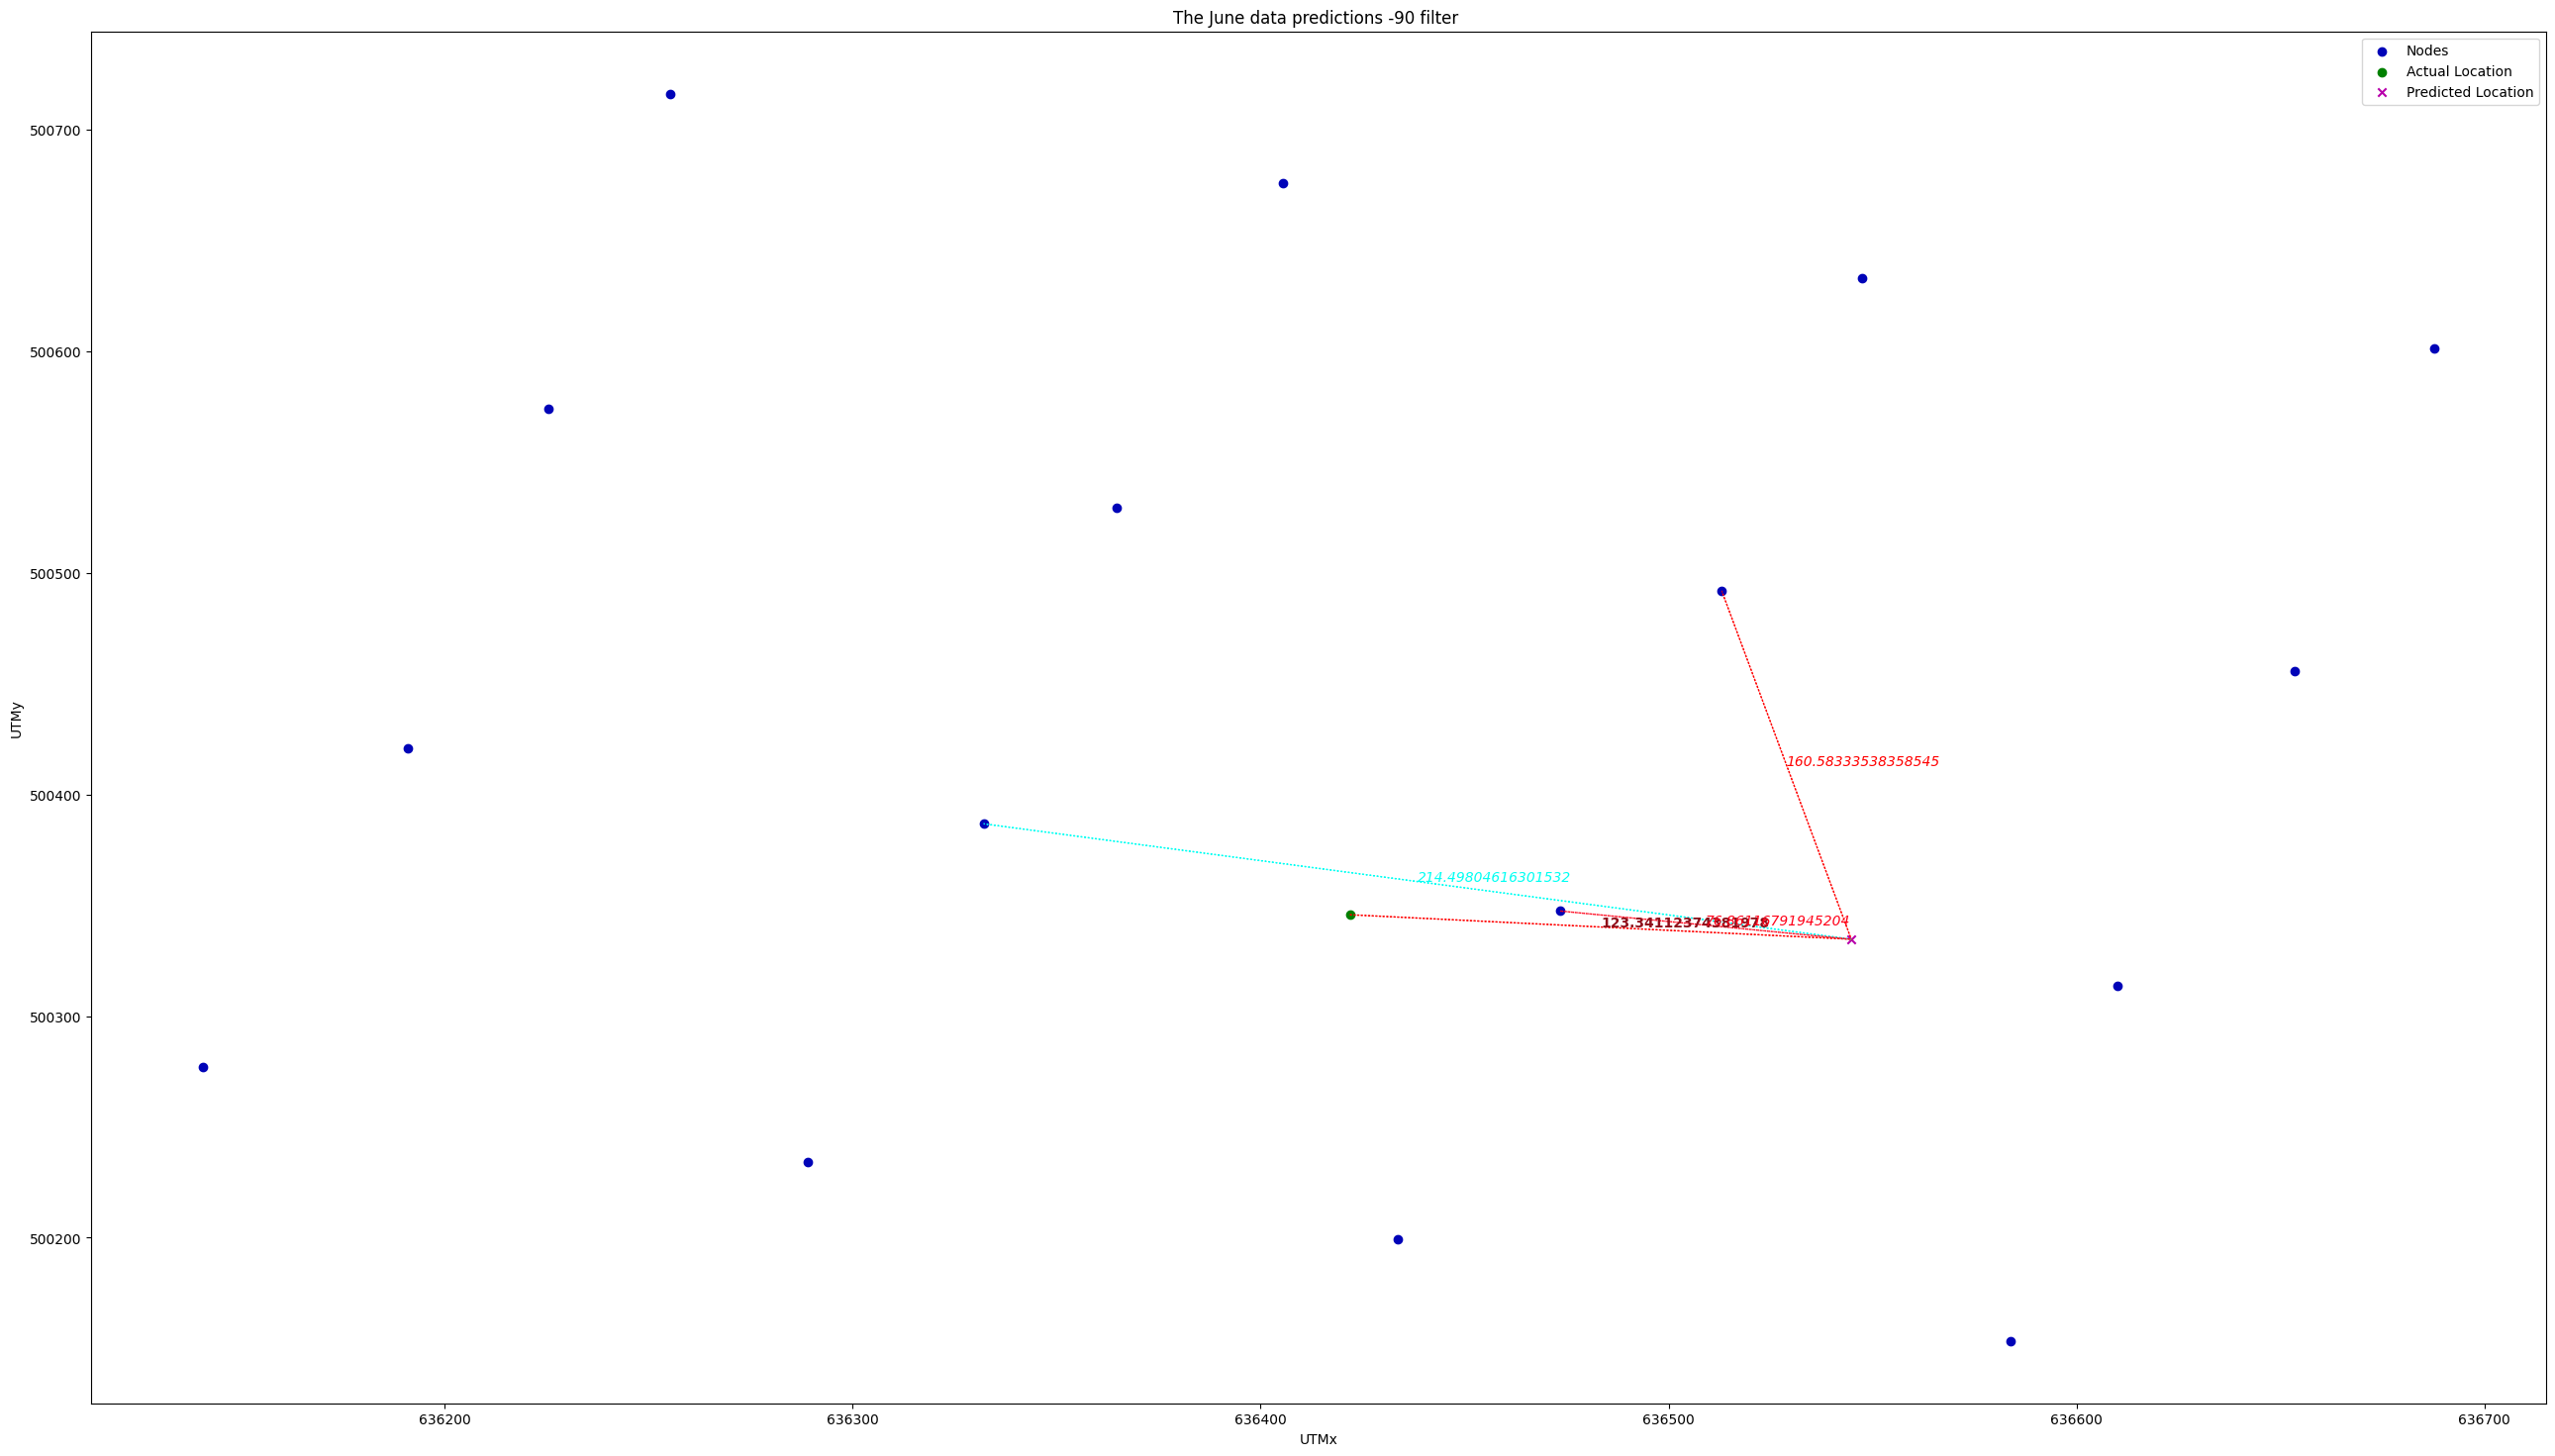 The June data predictions -90 filter
Nodes
Actual Location
Predicted Location
500700
500600
500500
500400
500300
500200
UTMy
160.58333538358545
214.49804616301532
123.34112374381978
636200
636300
636400
636500
636600
636700
UTMx